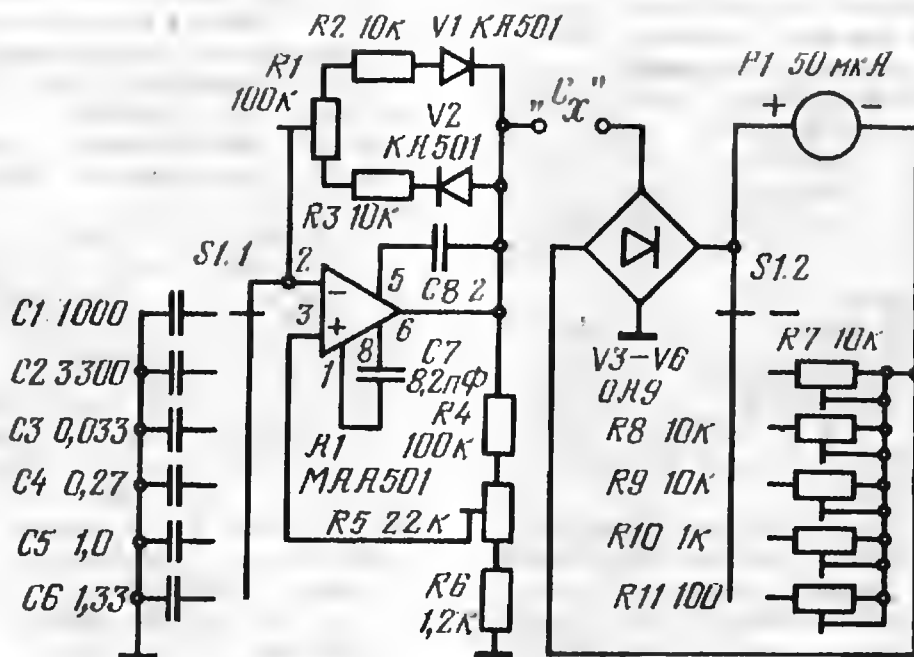 R2 10к
V1 КД501
R1
100к
V2
КД501
R3 10к
„Cx"
P1 50 мкА
+
−
S1.1
2
3
−
+
5
6
1
8
C8 2
C7
8,2пФ
S1.2
C1 1000
C2 3300
C3 0,033
C4 0,27
C5 1,0
C6 1,33
A1
MAA501
R4
100к
R5 22к
R6
1,2к
V3–V6
ОА9
R7 10к
R8 10к
R9 10к
R10 1к
R11 100